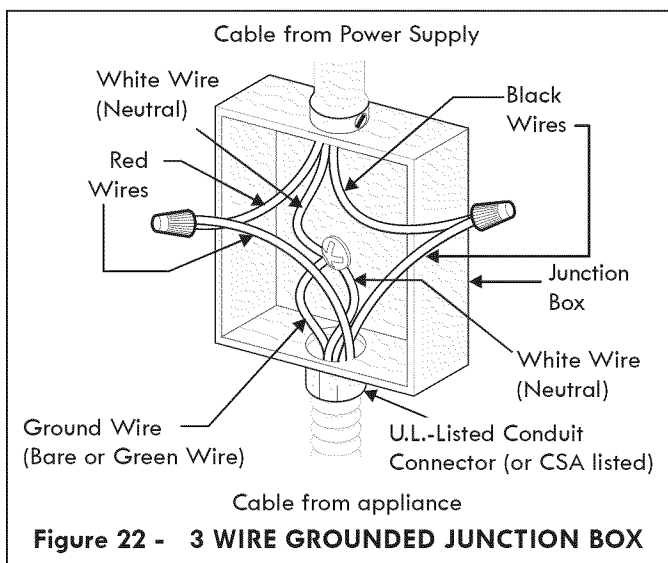 Cable from Power Supply
White Wire
(Neutral)
Black
Wires
Red
Wires
Junction
Box
White Wire
(Neutral)
Ground Wire
(Bare or Green Wire)
U.L.-Listed Conduit
Connector (or CSA listed)
Cable from appliance
Figure 22 - 3 WIRE GROUNDED JUNCTION BOX